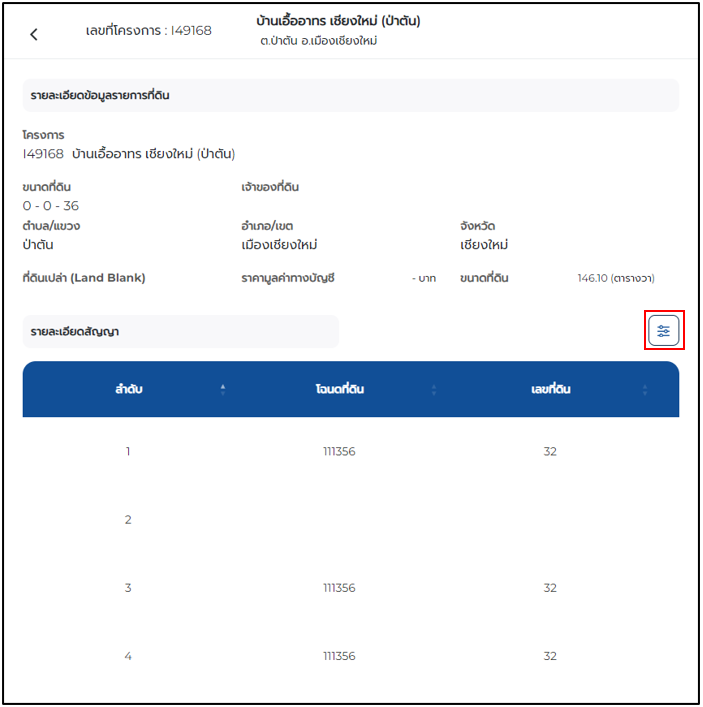 เลขที่โครงการ : I49168
บ้านเอื้ออาทร เชียงใหม่ (ป่าตัน)
ต.ป่าตัน อ.เมืองเชียงใหม่
รายละเอียดข้อมูลรายการที่ดิน
โครงการ
I49168 บ้านเอื้ออาทร เชียงใหม่ (ป่าตัน)
ขนาดที่ดิน เจ้าของที่ดิน
0 - 0 - 36
ตำบล/แขวง อำเภอ/เขต จังหวัด
ป่าตัน เมืองเชียงใหม่ เชียงใหม่
ที่ดินเปล่า (Land Blank) ราคามูลค่าทางบัญชี - บาท ขนาดที่ดิน 146.10 (ตารางวา)
รายละเอียดสัญญา
ลำดับ โฉนดที่ดิน เลขที่ดิน
1 111356 32
2
3 111356 32
4 111356 32